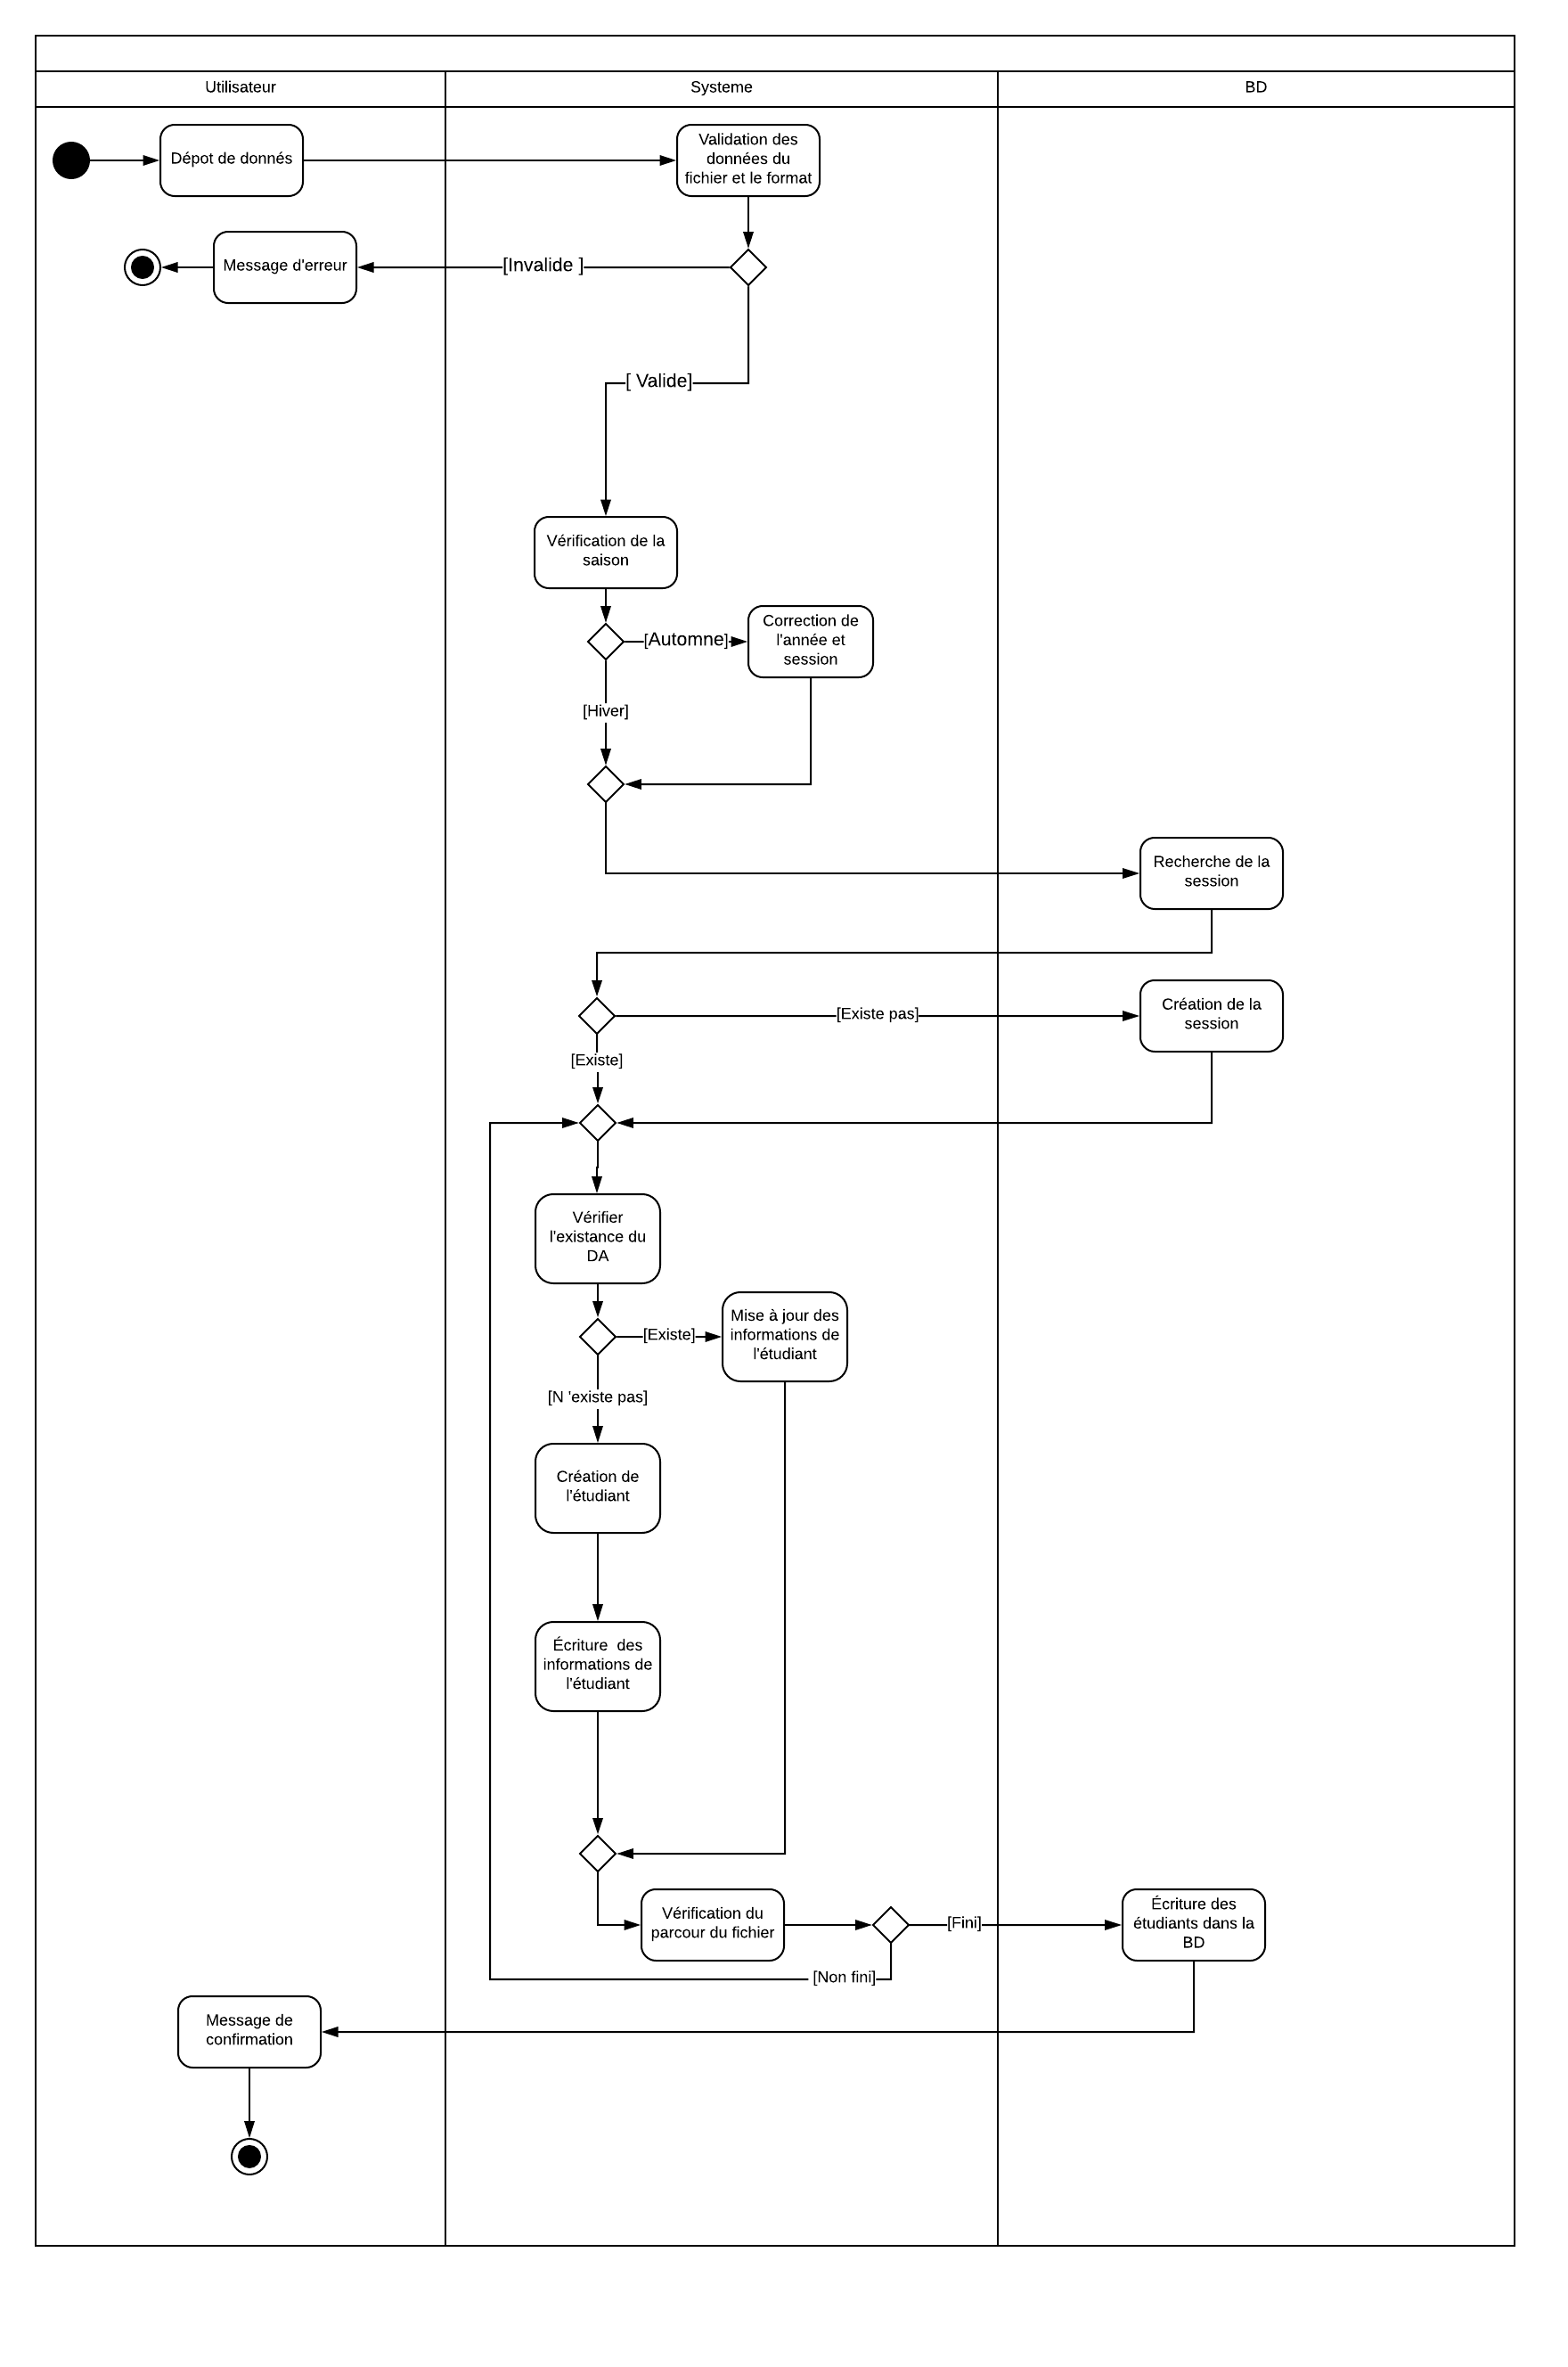 Utilisateur
Systeme
BD
Dépot de donnés
Validation des
données du
fichier et le format
Message d'erreur
[Invalide ]
[ Valide]
Vérification de la
saison
[Automne]
Correction de
l'année et
session
[Hiver]
Recherche de la
session
[Existe pas]
Création de la
session
[Existe]
Vérifier
l'existance du
DA
[Existe]
Mise à jour des
informations de
l'étudiant
[N 'existe pas]
Création de
l'étudiant
Écriture  des
informations de
l'étudiant
Vérification du
parcour du fichier
[Fini]
Écriture des
étudiants dans la
BD
[Non fini]
Message de
confirmation